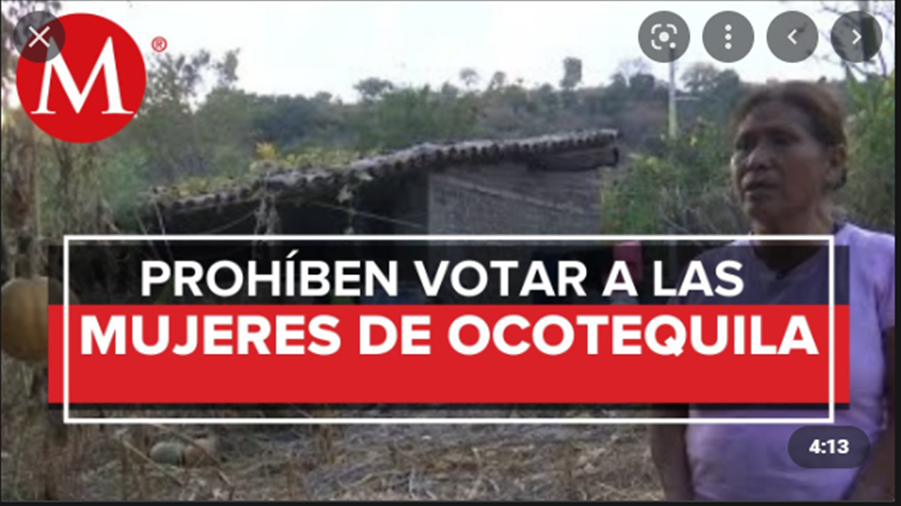 M®
PROHÍBEN VOTAR A LAS
MUJERES DE OCOTEQUILA
4:13